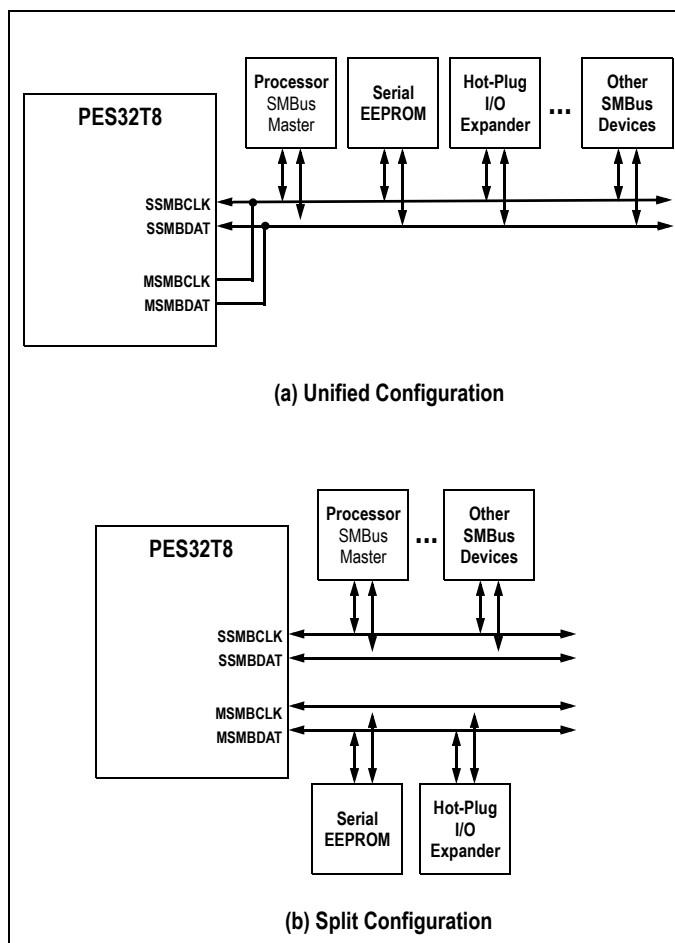 PES32T8
Processor
SMBus
Master
Serial
EEPROM
Hot-Plug
I/O
Expander
...
Other
SMBus
Devices
SSMBCLK
SSMBDAT
MSMBCLK
MSMBDAT
(a) Unified Configuration
PES32T8
Processor
SMBus
Master
...
Other
SMBus
Devices
SSMBCLK
SSMBDAT
MSMBCLK
MSMBDAT
Serial
EEPROM
Hot-Plug
I/O
Expander
(b) Split Configuration